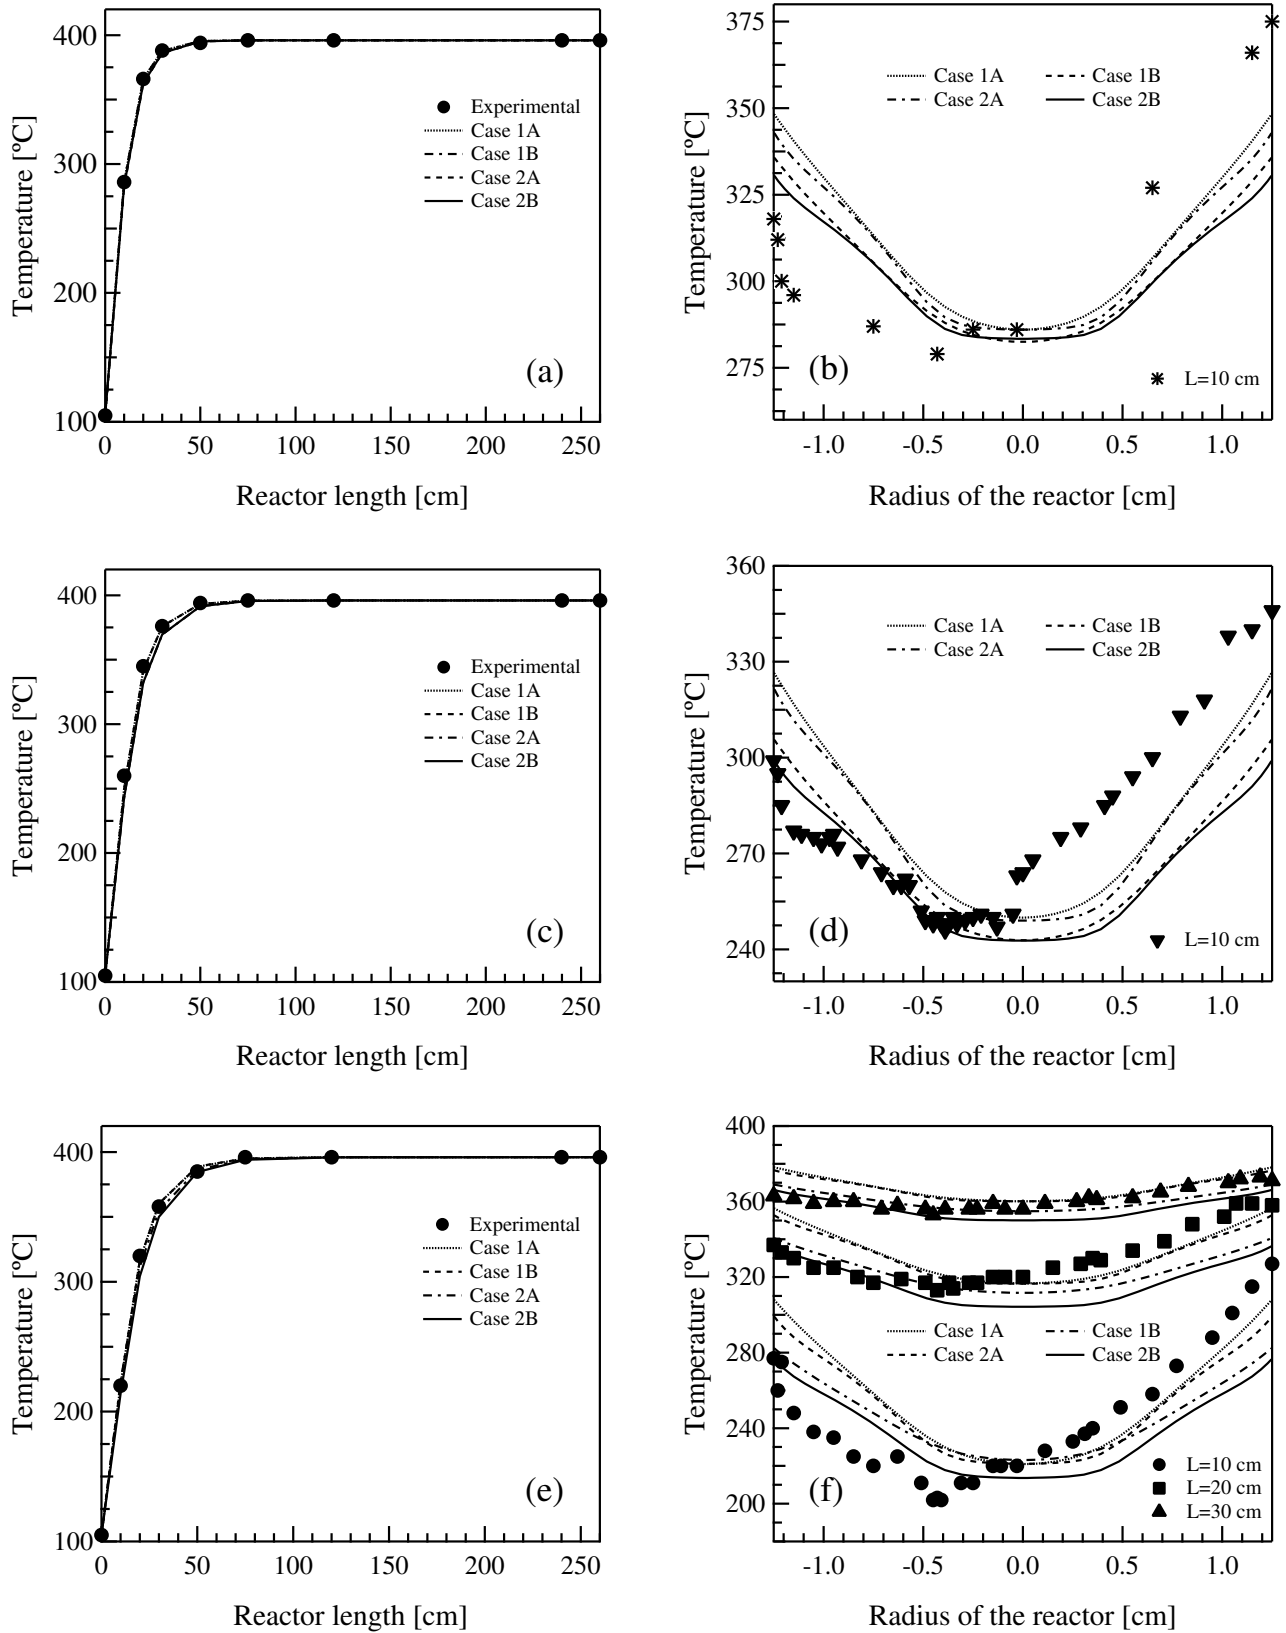 400
300
200
100
0
50
100
150
200
250
Temperature [ºC]
Reactor length [cm]
Experimental
Case 1A
Case 1B
Case 2A
Case 2B
(a)
375
350
325
300
275
-1.0
-0.5
0.0
0.5
1.0
Temperature [ºC]
Radius of the reactor [cm]
Case 1A
Case 1B
Case 2A
Case 2B
(b)
L=10 cm
400
300
200
100
0
50
100
150
200
250
Temperature [ºC]
Reactor length [cm]
Experimental
Case 1A
Case 1B
Case 2A
Case 2B
(c)
360
330
300
270
240
-1.0
-0.5
0.0
0.5
1.0
Temperature [ºC]
Radius of the reactor [cm]
Case 1A
Case 1B
Case 2A
Case 2B
(d)
L=10 cm
400
300
200
100
0
50
100
150
200
250
Temperature [ºC]
Reactor length [cm]
Experimental
Case 1A
Case 1B
Case 2A
Case 2B
(e)
400
360
320
280
240
200
-1.0
-0.5
0.0
0.5
1.0
Temperature [ºC]
Radius of the reactor [cm]
Case 1A
Case 1B
Case 2A
Case 2B
(f)
L=10 cm
L=20 cm
L=30 cm